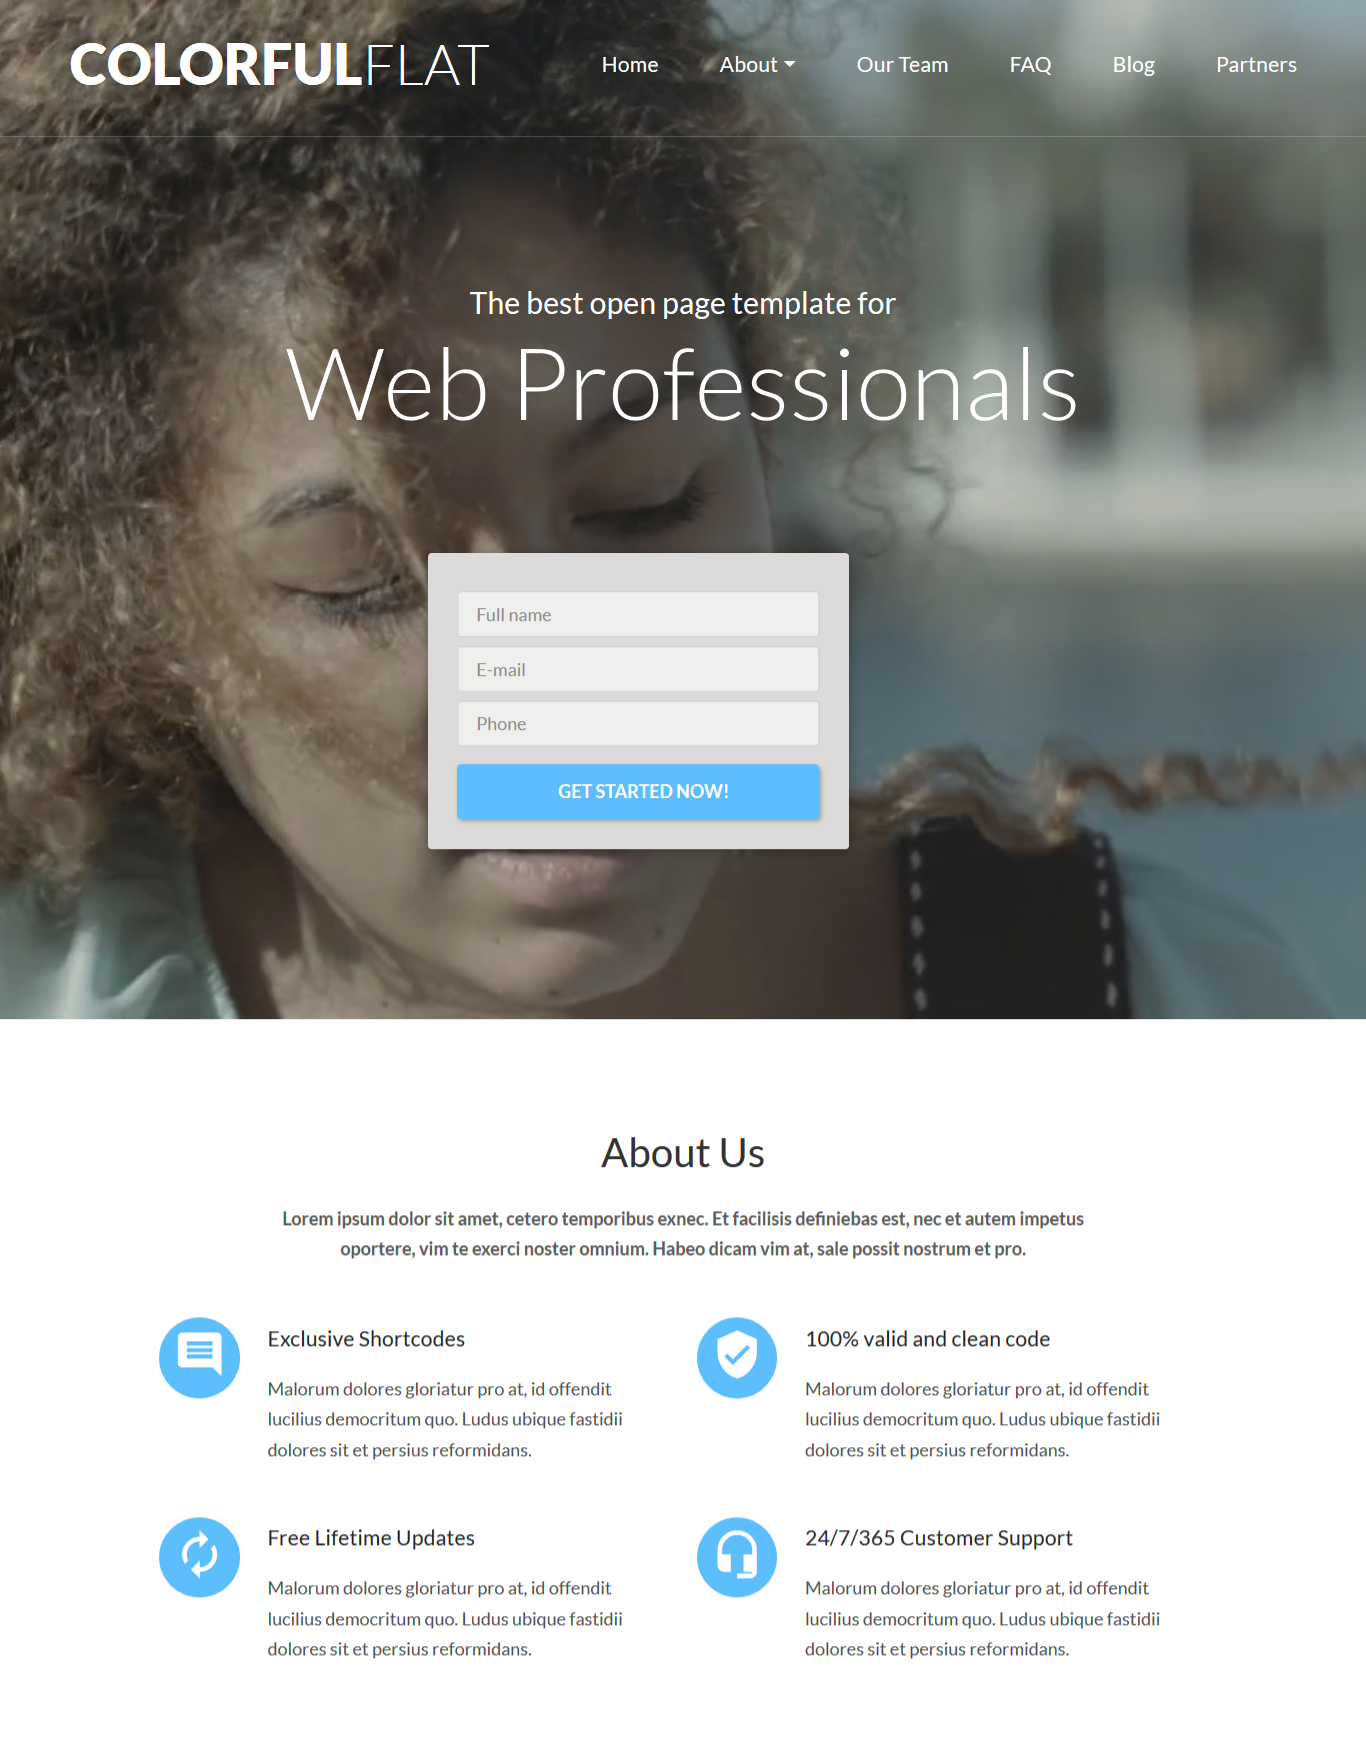 COLORFULFLAT
Home About Our Team FAQ Blog Partners
The best open page template for
Web Professionals
Full name
E-mail
Phone
GET STARTED NOW!
About Us
Lorem ipsum dolor sit amet, cetero temporibus exnec. Et facilisis definiebas est, nec et autem impetus
oportere, vim te exerci noster omnium. Habeo dicam vim at, sale possit nostrum et pro.
Exclusive Shortcodes
Malorum dolores gloriatur pro at, id offendit
lucilius democritum quo. Ludus ubique fastidii
dolores sit et persius reformidans.
100% valid and clean code
Malorum dolores gloriatur pro at, id offendit
lucilius democritum quo. Ludus ubique fastidii
dolores sit et persius reformidans.
Free Lifetime Updates
Malorum dolores gloriatur pro at, id offendit
lucilius democritum quo. Ludus ubique fastidii
dolores sit et persius reformidans.
24/7/365 Customer Support
Malorum dolores gloriatur pro at, id offendit
lucilius democritum quo. Ludus ubique fastidii
dolores sit et persius reformidans.